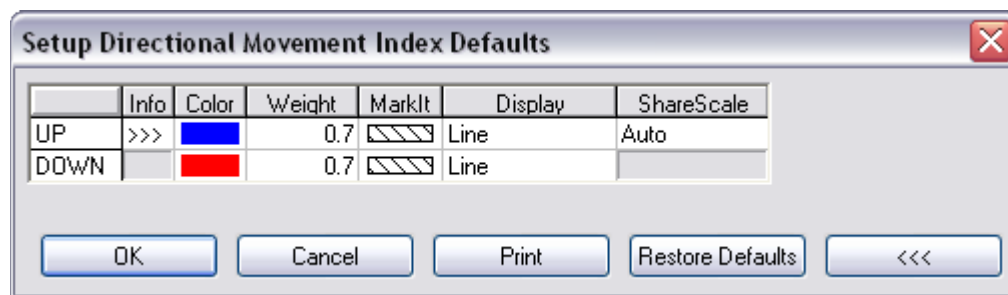 Setup Directional Movement Index Defaults
Info Color Weight MarkIt Display ShareScale
UP >>> 0.7 Line Auto
DOWN 0.7 Line
OK Cancel Print Restore Defaults <<<